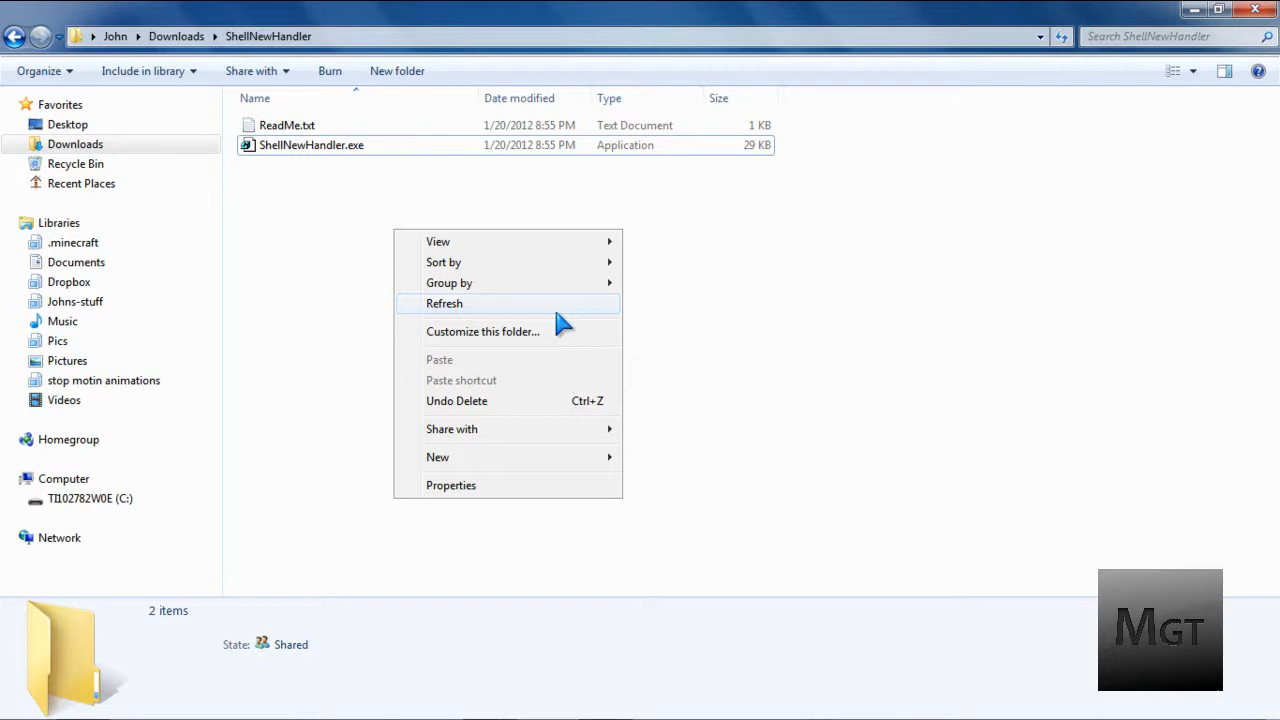 John Downloads ShellNewHandler Search ShellNewHandler
Organize Include in library Share with Burn New folder
Favorites
Desktop
Downloads
Recycle Bin
Recent Places
Libraries
.minecraft
Documents
Dropbox
Johns-stuff
Music
Pics
Pictures
stop motin animations
Videos
Homegroup
Computer
TI102782W0E (C:)
Network
Name Date modified Type Size
ReadMe.txt 1/20/2012 8:55 PM Text Document 1 KB
ShellNewHandler.exe 1/20/2012 8:55 PM Application 29 KB
View
Sort by
Group by
Refresh
Customize this folder...
Paste
Paste shortcut
Undo Delete Ctrl+Z
Share with
New
Properties
2 items
State: Shared
MGT